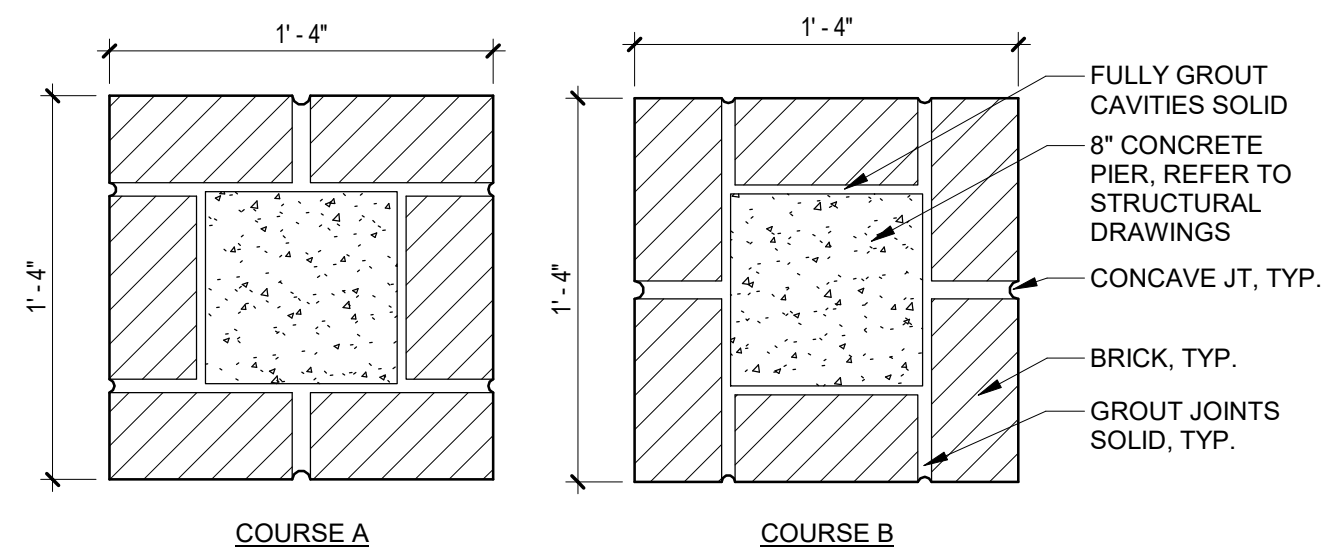 1' - 4"
1' - 4"
COURSE A
1' - 4"
1' - 4"
COURSE B
FULLY GROUT
CAVITIES SOLID
8" CONCRETE
PIER, REFER TO
STRUCTURAL
DRAWINGS
CONCAVE JT, TYP.
BRICK, TYP.
GROUT JOINTS
SOLID, TYP.